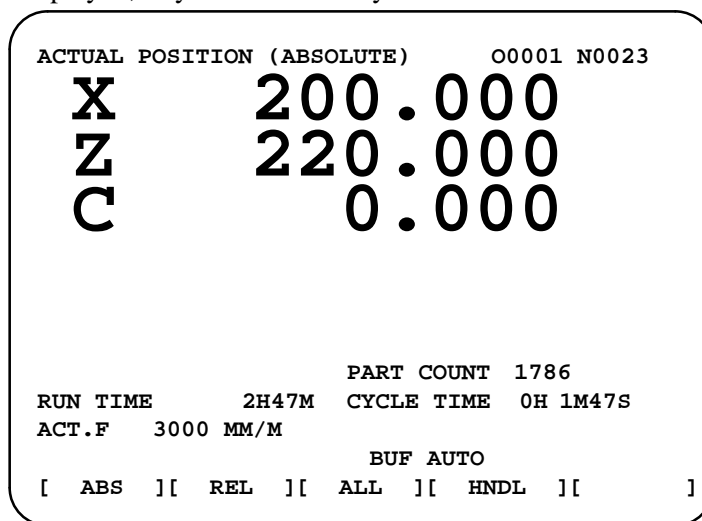 ACTUAL POSITION (ABSOLUTE) O0001 N0023
X 200.000
Z 220.000
C 0.000
PART COUNT 1786
RUN TIME 2H47M CYCLE TIME 0H 1M47S
ACT.F 3000 MM/M
BUF AUTO
[ ABS ][ REL ][ ALL ][ HNDL ][ ]